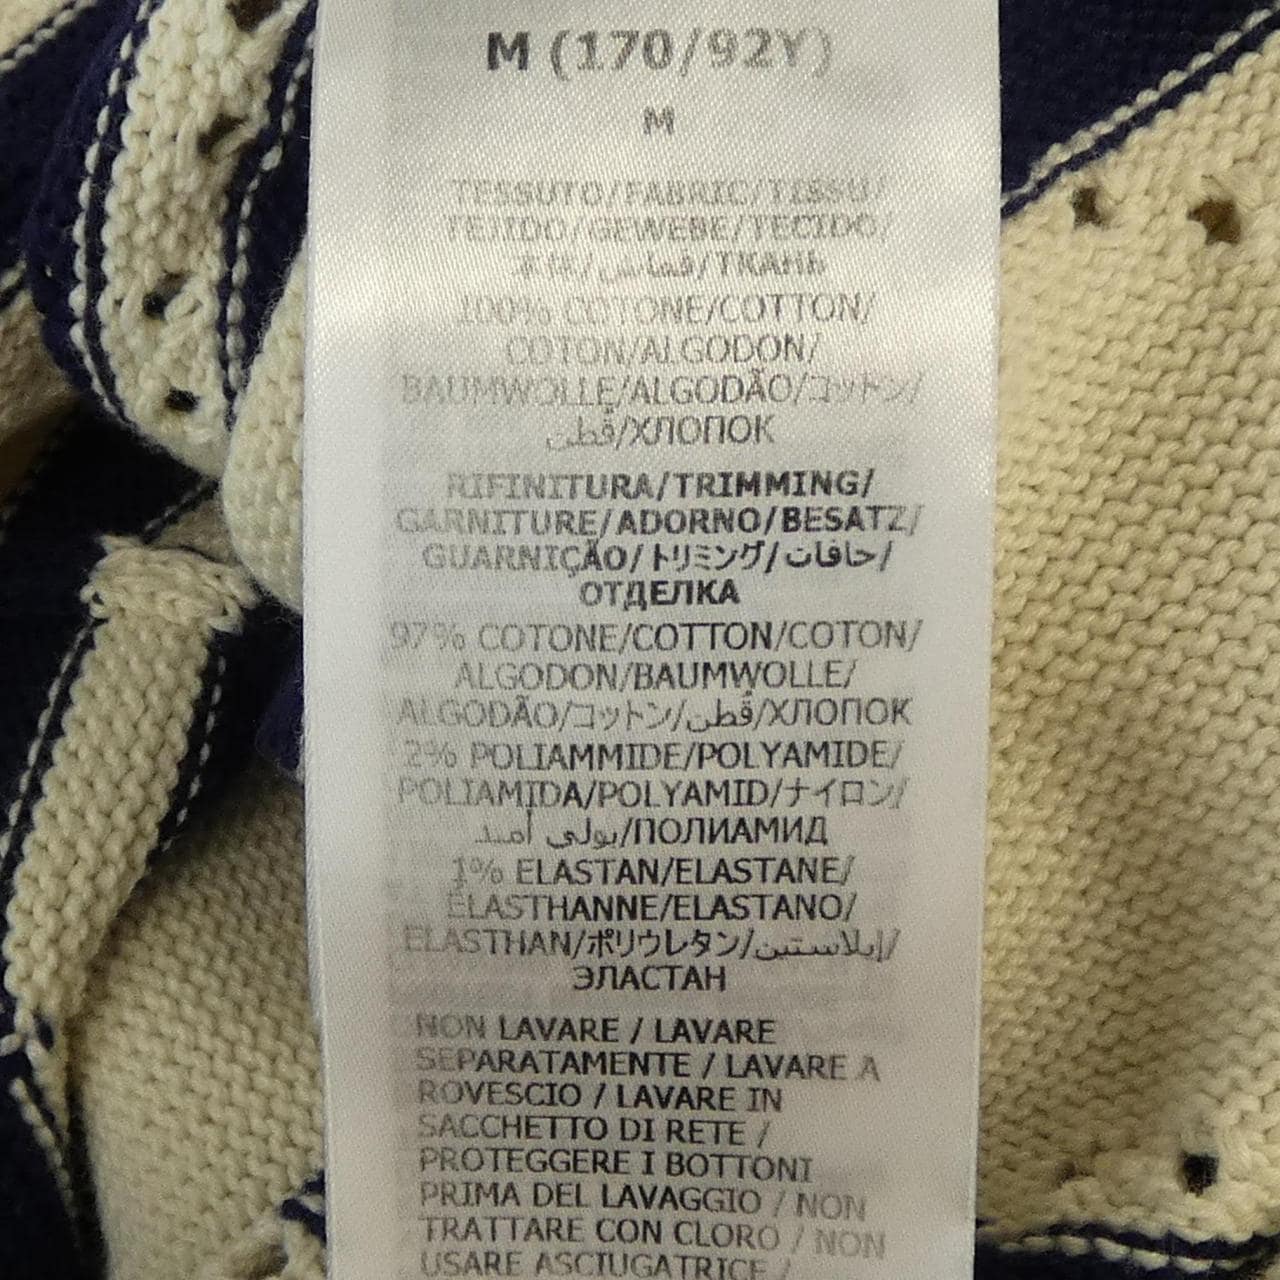 M (170/92Y)
M
TESSUTO/FABRIC/TISSU/
TEJIDO/GEWEBE/TECIDO/
本体/قماش/ТКАНЬ
100% COTONE/COTTON/
COTON/ALGODON/
BAUMWOLLE/ALGODÃO/コットン/
قطن/ХЛОПОК
RIFINITURA/TRIMMING/
GARNITURE/ADORNO/BESATZ/
GUARNIÇÃO/トリミング/حافات/
ОТДЕЛКА
97% COTONE/COTTON/COTON/
ALGODON/BAUMWOLLE/
ALGODÃO/コットン/قطن/ХЛОПОК
2% POLIAMMIDE/POLYAMIDE/
POLIAMIDA/POLYAMID/ナイロン/
بولي أميد/ПОЛИАМИД
1% ELASTAN/ELASTANE/
ELASTHANNE/ELASTANO/
ELASTHAN/ポリウレタン/إيلاستين/
ЭЛАСТАН
NON LAVARE / LAVARE
SEPARATAMENTE / LAVARE A
ROVESCIO / LAVARE IN
SACCHETTO DI RETE /
PROTEGGERE I BOTTONI
PRIMA DEL LAVAGGIO / NON
TRATTARE CON CLORO / NON
USARE ASCIUGATRICE /